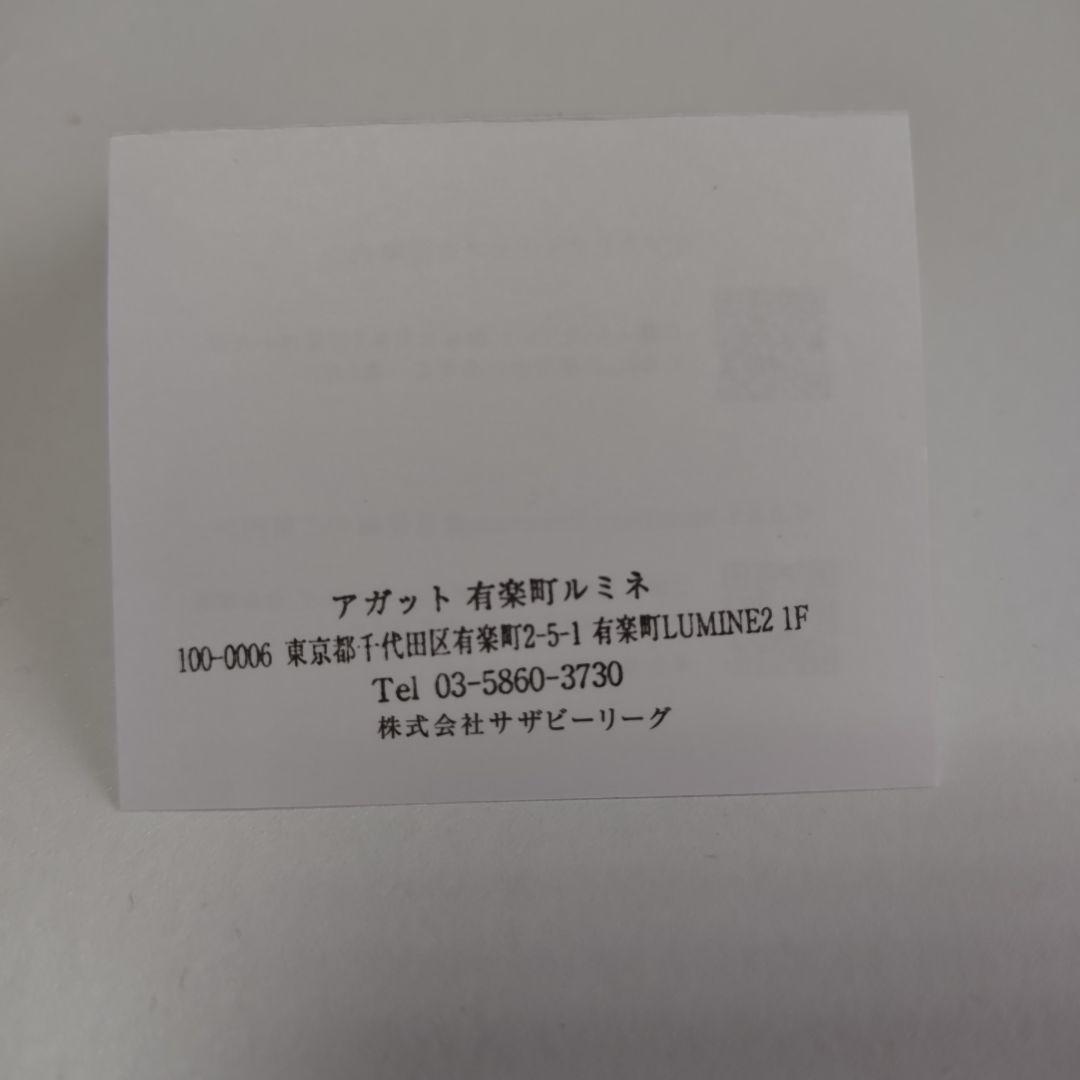 アガット 有楽町ルミネ
100-0006 東京都千代田区有楽町2-5-1 有楽町LUMINE2 1F
Tel 03-5860-3730
株式会社サザビーリーグ